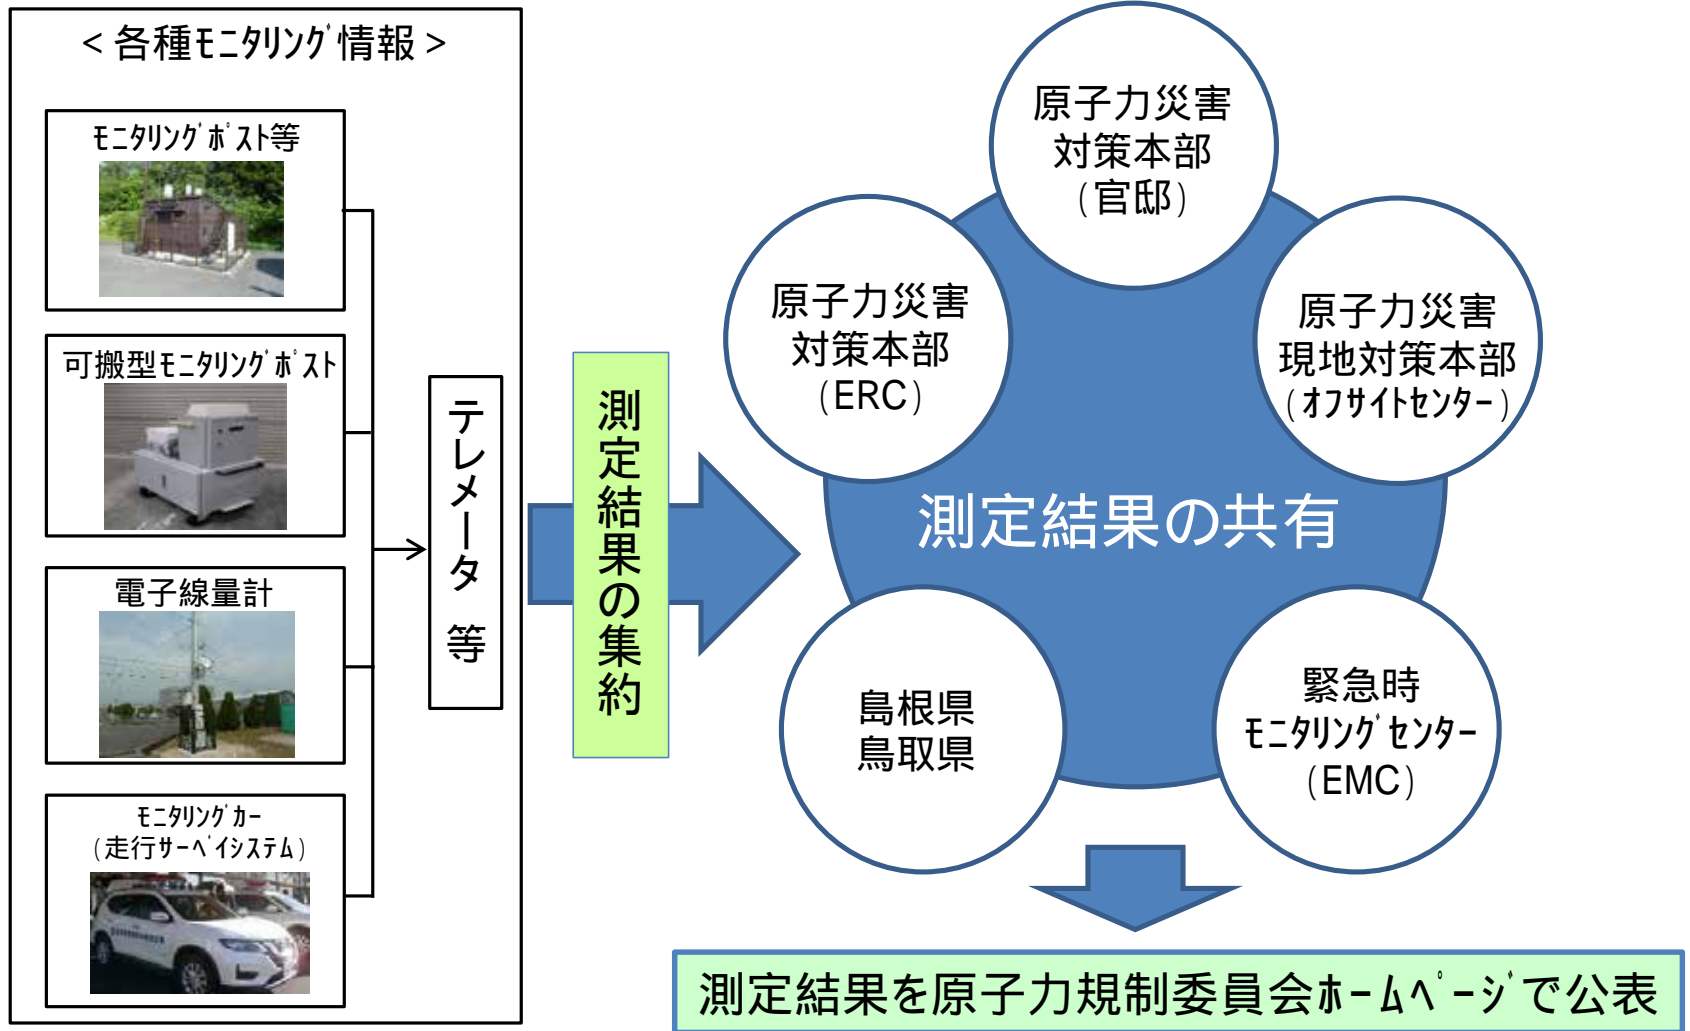 ＜各種ﾓﾆﾀﾘﾝｸﾞ情報＞
ﾓﾆﾀﾘﾝｸﾞﾎﾟｽﾄ等
可搬型ﾓﾆﾀﾘﾝｸﾞﾎﾟｽﾄ
電子線量計
ﾓﾆﾀﾘﾝｸﾞｶｰ
(走行ｻｰﾍﾞｲｼｽﾃﾑ)
テレメータ 等
測定結果の集約
原子力災害
対策本部
(官邸)
原子力災害
対策本部
(ERC)
原子力災害
現地対策本部
(ｵﾌｻｲﾄｾﾝﾀｰ)
測定結果の共有
島根県
鳥取県
緊急時
ﾓﾆﾀﾘﾝｸﾞｾﾝﾀｰ
(EMC)
測定結果を原子力規制委員会ﾎｰﾑﾍﾟｰｼﾞで公表